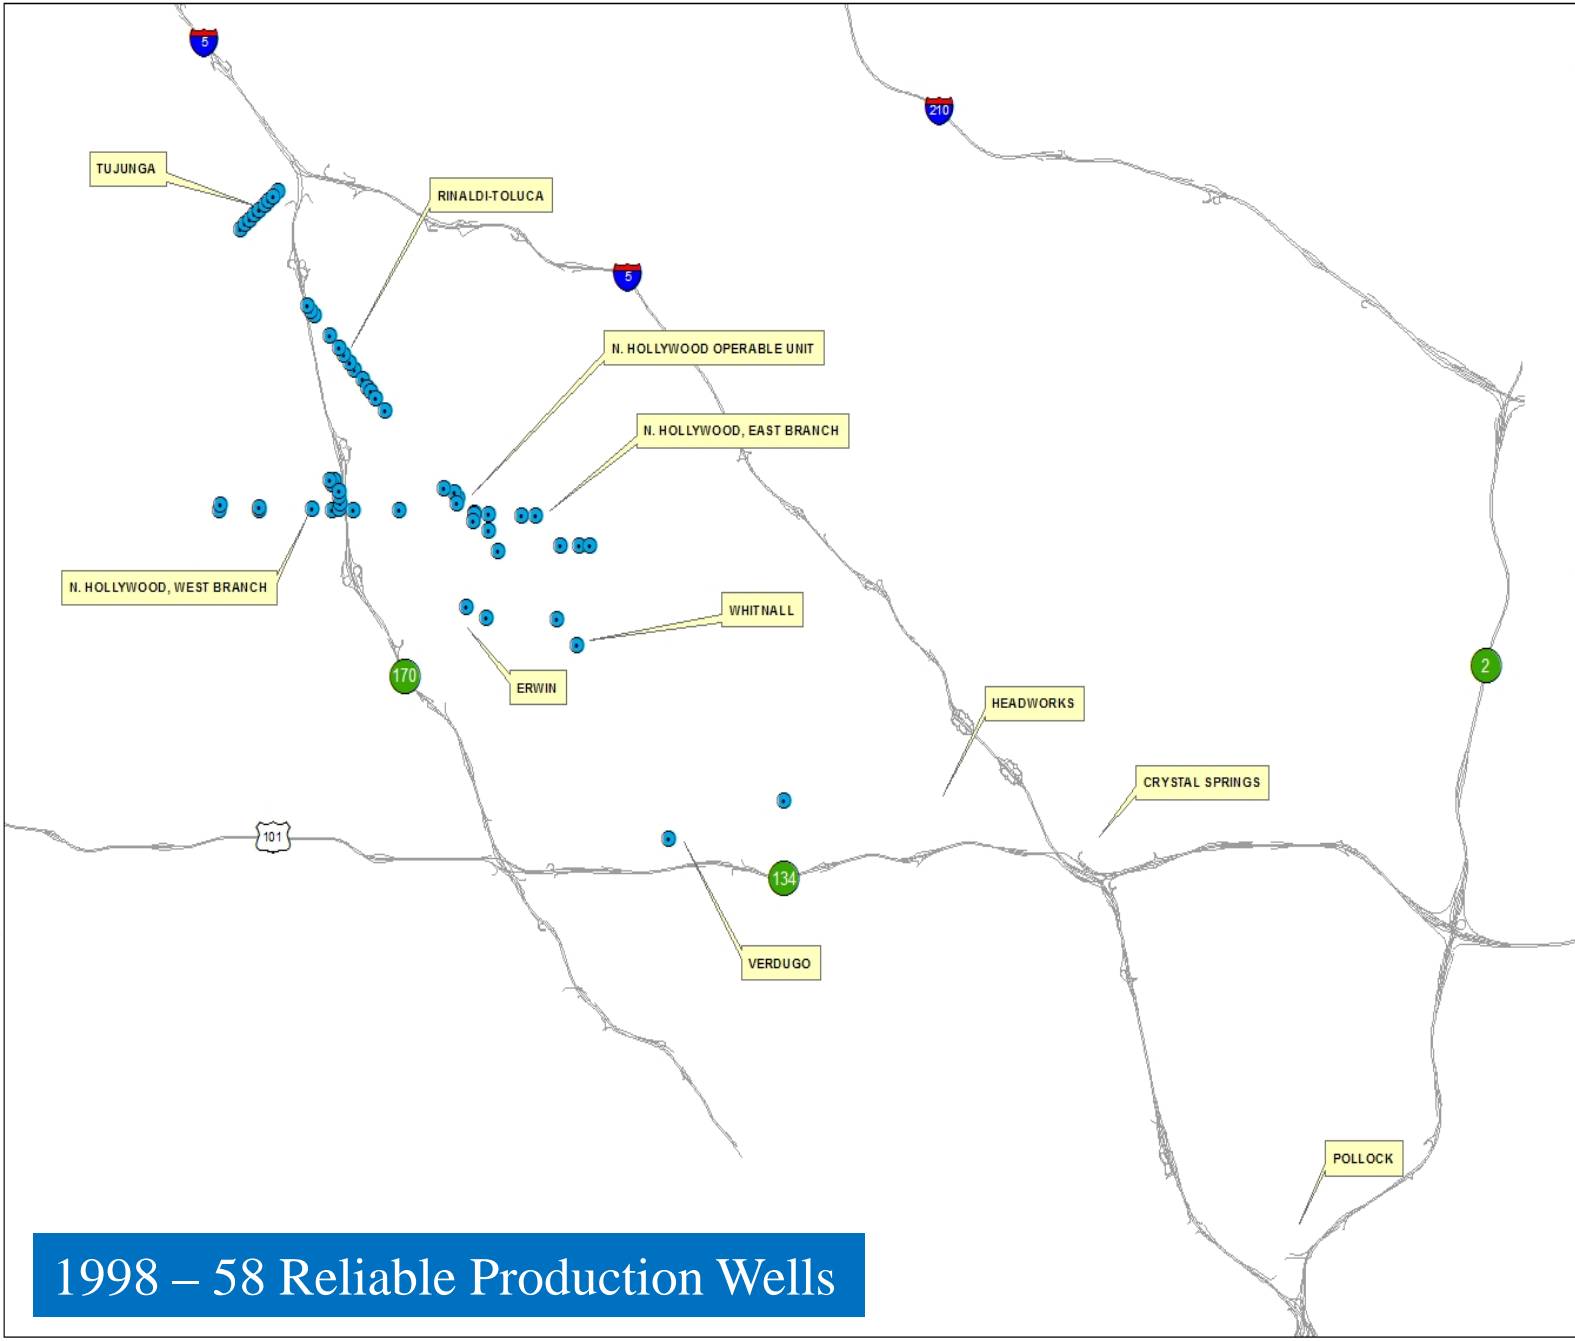 5
210
TUJUNGA
RINALDI-TOLUCA
5
N. HOLLYWOOD OPERABLE UNIT
N. HOLLYWOOD, EAST BRANCH
N. HOLLYWOOD, WEST BRANCH
WHITNALL
170
2
ERWIN
HEADWORKS
CRYSTAL SPRINGS
101
134
VERDUGO
POLLOCK
1998 – 58 Reliable Production Wells